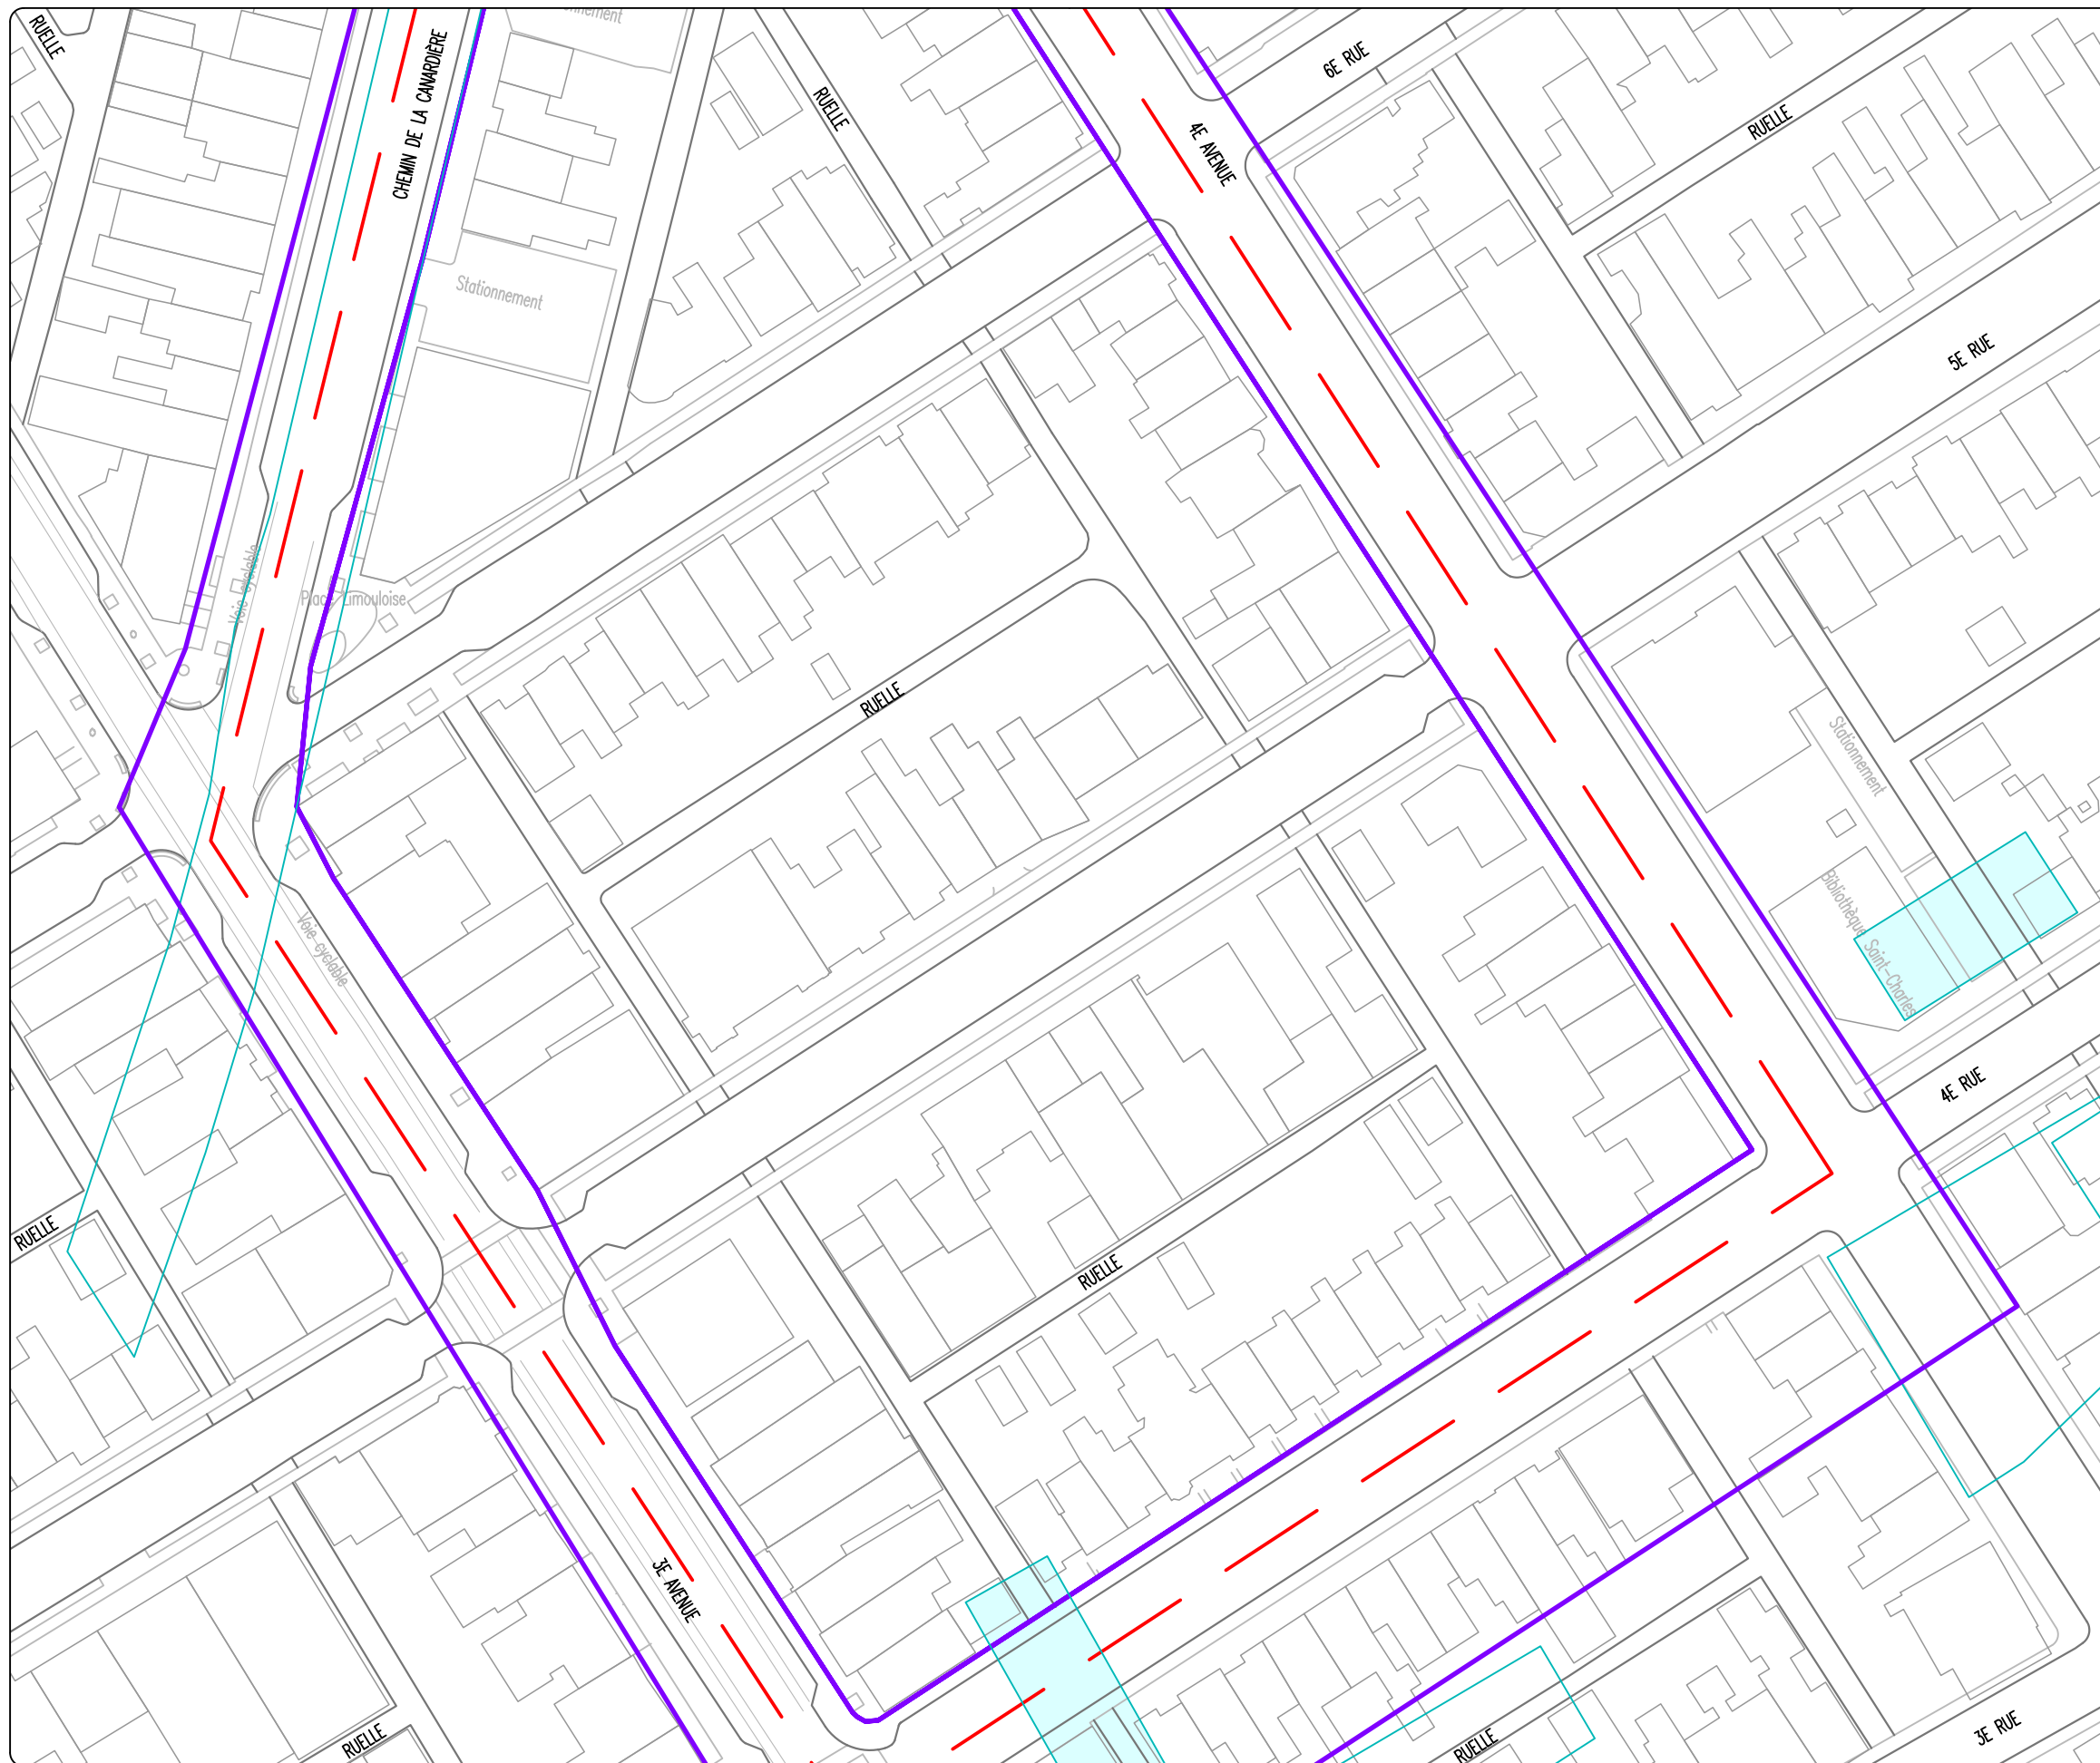 RUELLE
CHEMIN DE LA CANARDIÈRE
RUELLE
4E AVENUE
6E RUE
RUELLE
Stationnement
5E RUE
Voie cyclable
Place Limouloise
RUELLE
Stationnement
Bibliothèque Saint-Charles
Voie cyclable
4E RUE
RUELLE
RUELLE
3E AVENUE
RUELLE
RUELLE
3E RUE